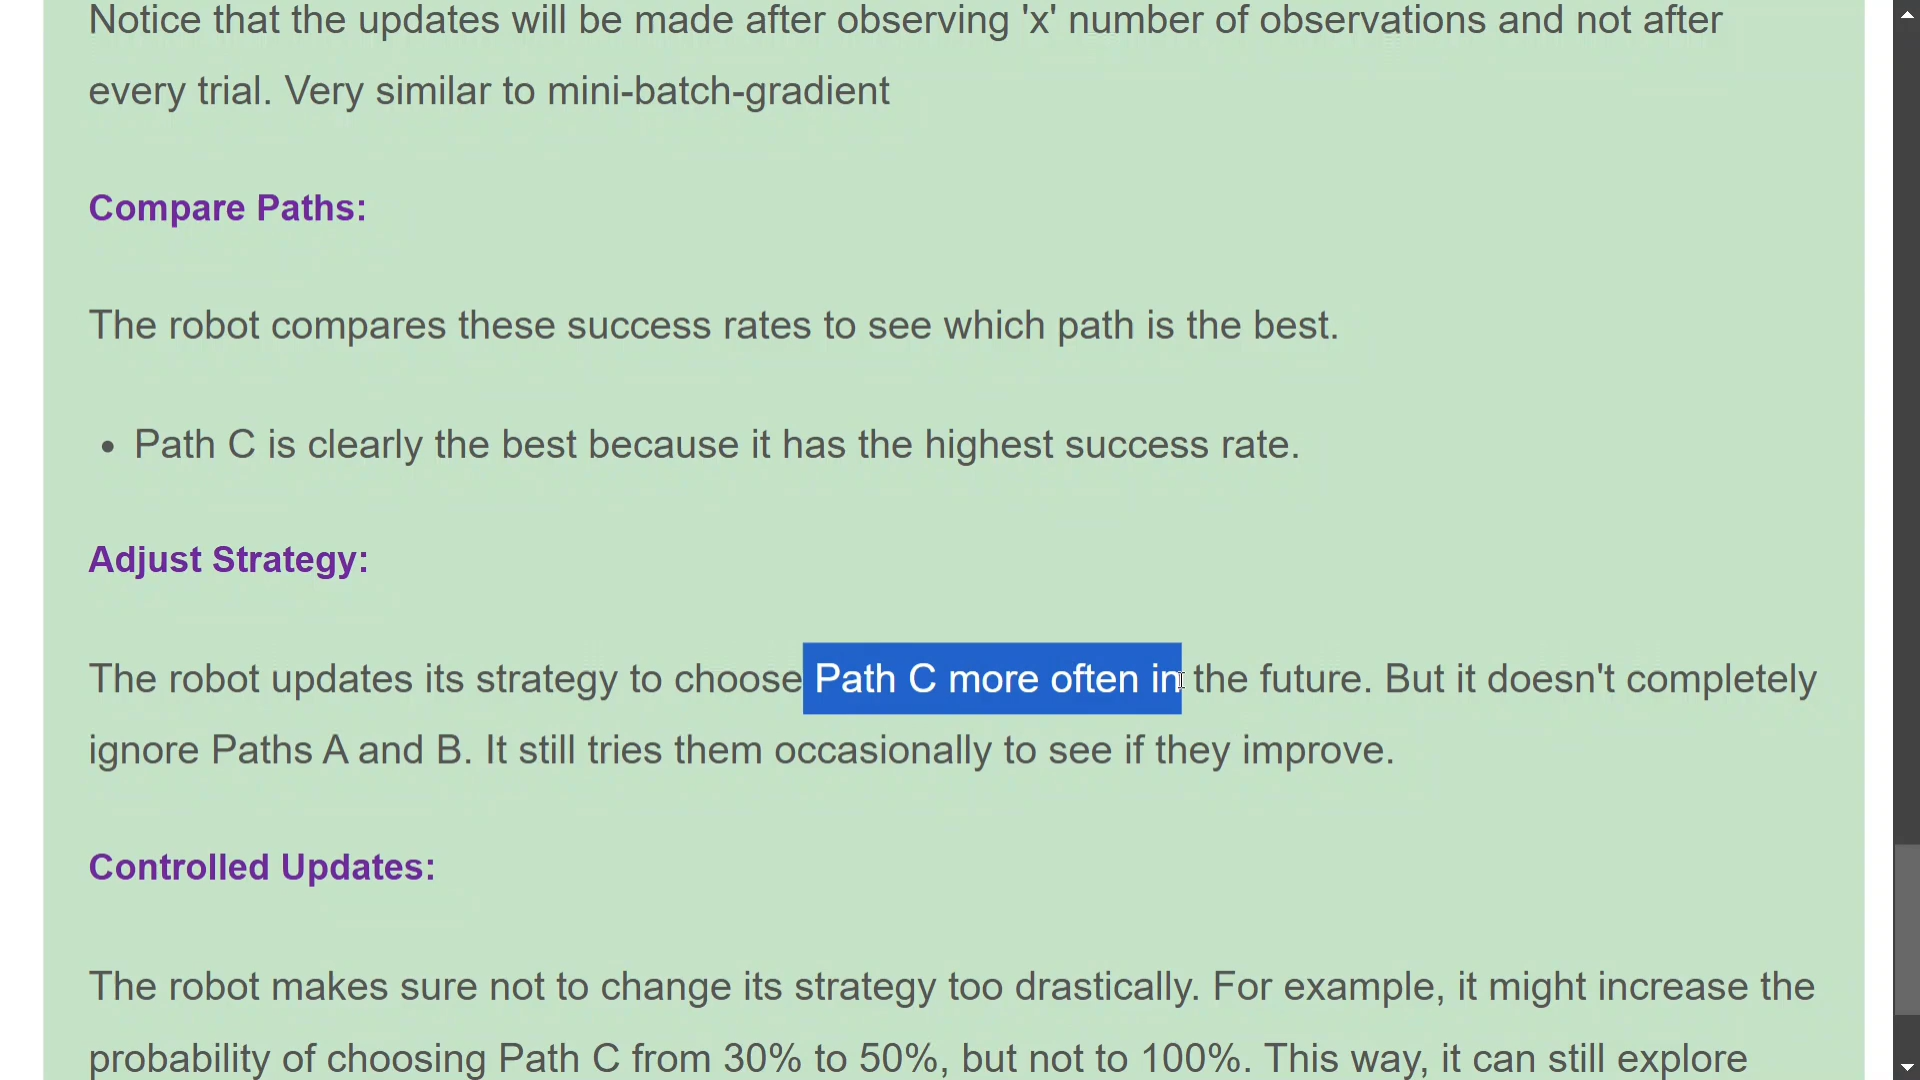 Notice that the updates will be made after observing 'x' number of observations and not after
every trial. Very similar to mini-batch-gradient
Compare Paths:
The robot compares these success rates to see which path is the best.
• Path C is clearly the best because it has the highest success rate.
Adjust Strategy:
The robot updates its strategy to choose Path C more often in the future. But it doesn't completely
ignore Paths A and B. It still tries them occasionally to see if they improve.
Controlled Updates:
The robot makes sure not to change its strategy too drastically. For example, it might increase the
probability of choosing Path C from 30% to 50%, but not to 100%. This way, it can still explore